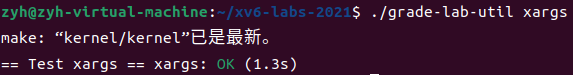 zyh@zyh-virtual-machine:~/xv6-labs-2021$ ./grade-lab-util xargs
make: “kernel/kernel”已是最新。
== Test xargs == xargs: OK (1.3s)